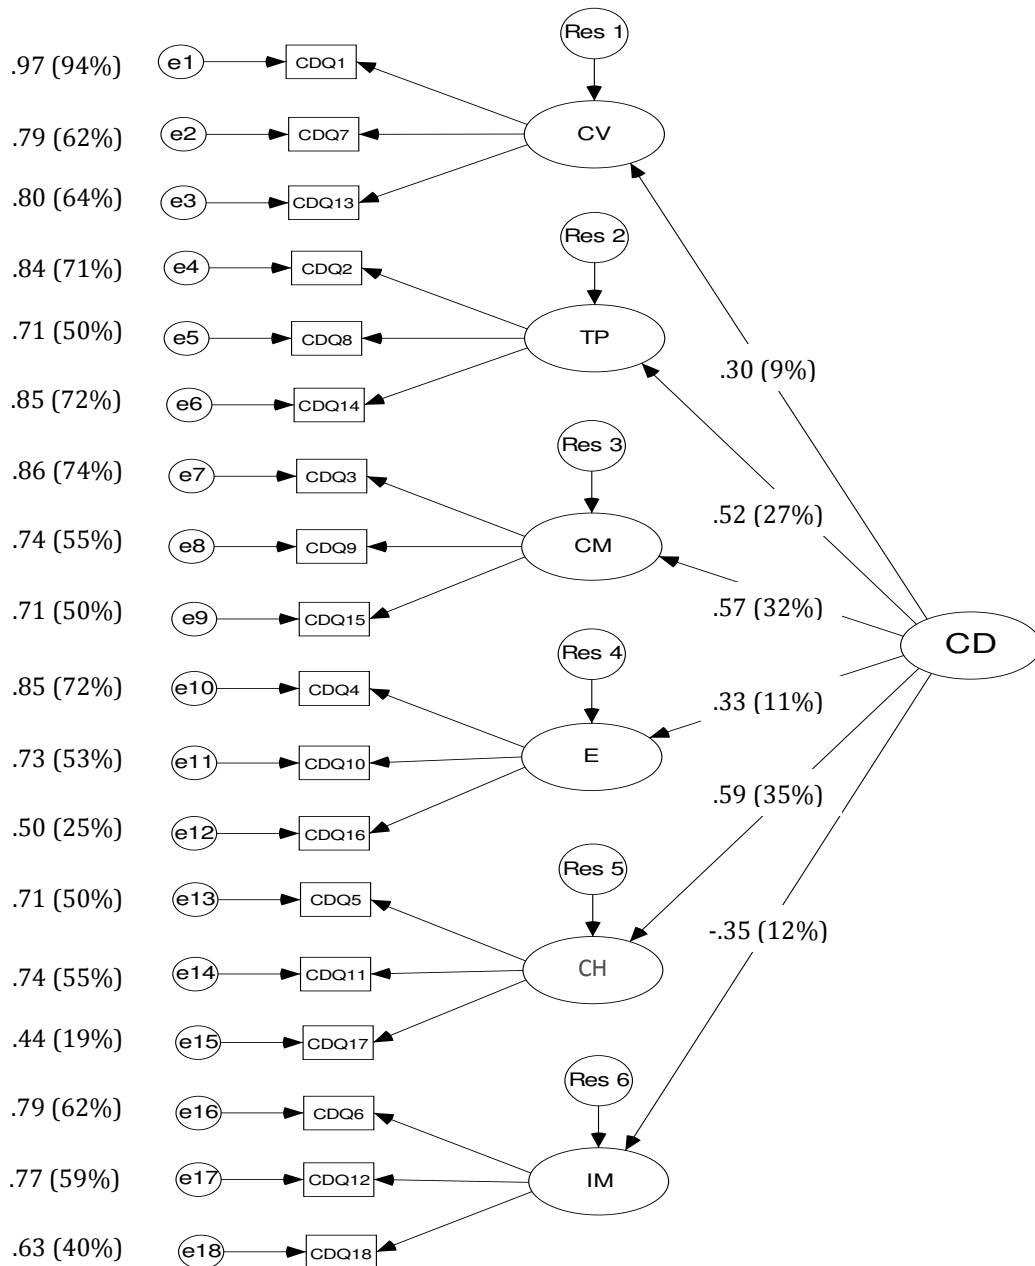 Res 1
.97 (94%) e1 CDQ1
.79 (62%) e2 CDQ7 CV
.80 (64%) e3 CDQ13
Res 2
.84 (71%) e4 CDQ2
.71 (50%) e5 CDQ8 TP
.30 (9%)
.85 (72%) e6 CDQ14
Res 3
.86 (74%) e7 CDQ3
.52 (27%)
.74 (55%) e8 CDQ9 CM
.57 (32%)
.71 (50%) e9 CDQ15
CD
Res 4
.85 (72%) e10 CDQ4
.33 (11%)
.73 (53%) e11 CDQ10 E
.59 (35%)
.50 (25%) e12 CDQ16
Res 5
.71 (50%) e13 CDQ5
-.35 (12%)
.74 (55%) e14 CDQ11 CH
.44 (19%) e15 CDQ17
Res 6
.79 (62%) e16 CDQ6
.77 (59%) e17 CDQ12 IM
.63 (40%) e18 CDQ18